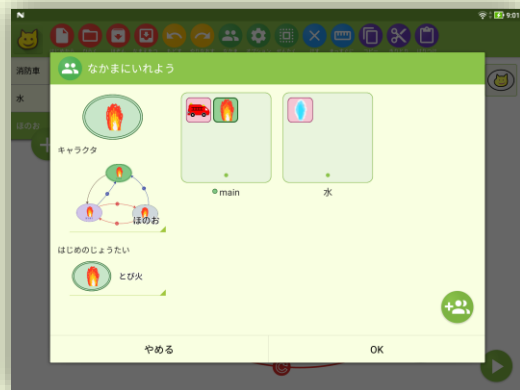 9:01
なかまにいれよう
消防車
水
ほのお
キャラクタ
ほのお
main
水
はじめのじょうたい
とび火
やめる
OK